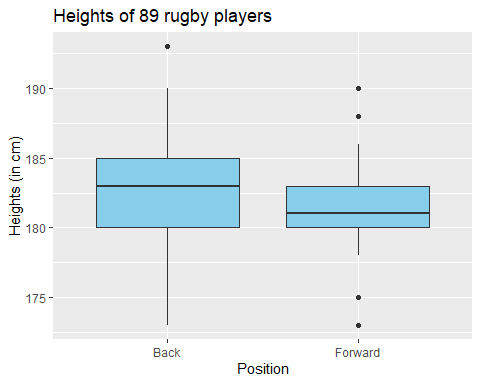 Heights of 89 rugby players
Heights (in cm)
190
185
180
175
Back Forward
Position